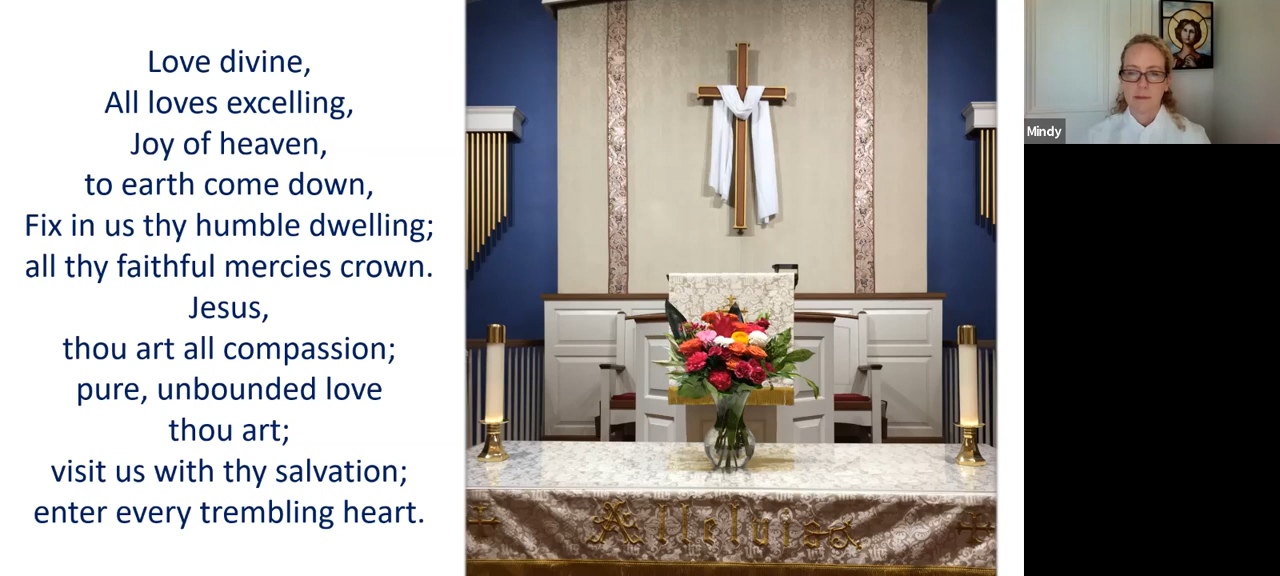 Love divine,
All loves excelling,
Joy of heaven,
to earth come down,
Fix in us thy humble dwelling;
all thy faithful mercies crown.
Jesus,
thou art all compassion;
pure, unbounded love
thou art;
visit us with thy salvation;
enter every trembling heart.
Alleluia
Mindy